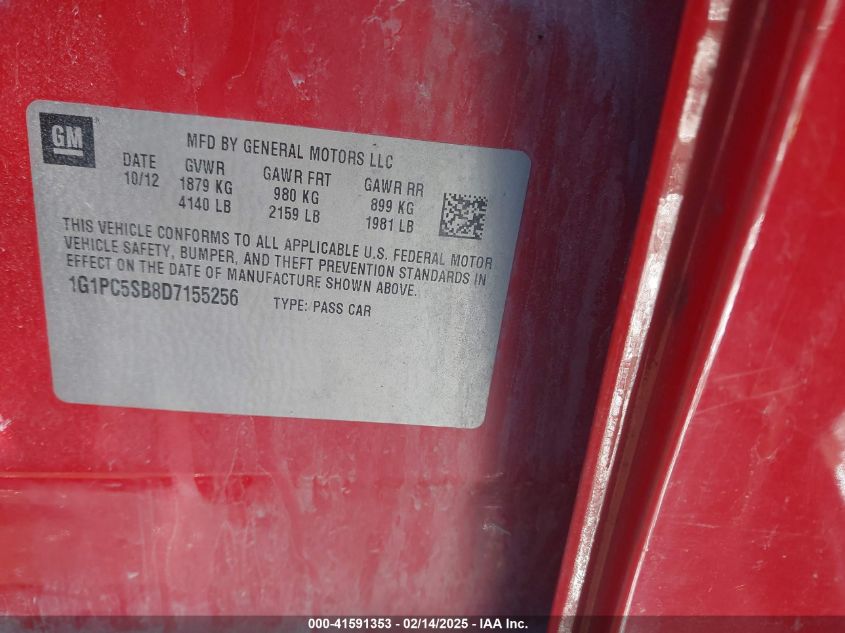 GM®
MFD BY GENERAL MOTORS LLC
DATE GVWR GAWR FRT GAWR RR
10/12 1879 KG 980 KG 899 KG
4140 LB 2159 LB 1981 LB
THIS VEHICLE CONFORMS TO ALL APPLICABLE U.S. FEDERAL MOTOR
VEHICLE SAFETY, BUMPER, AND THEFT PREVENTION STANDARDS IN
EFFECT ON THE DATE OF MANUFACTURE SHOWN ABOVE.
1G1PC5SB8D7155256 TYPE: PASS CAR
000-41591353 - 02/14/2025 - IAA Inc.